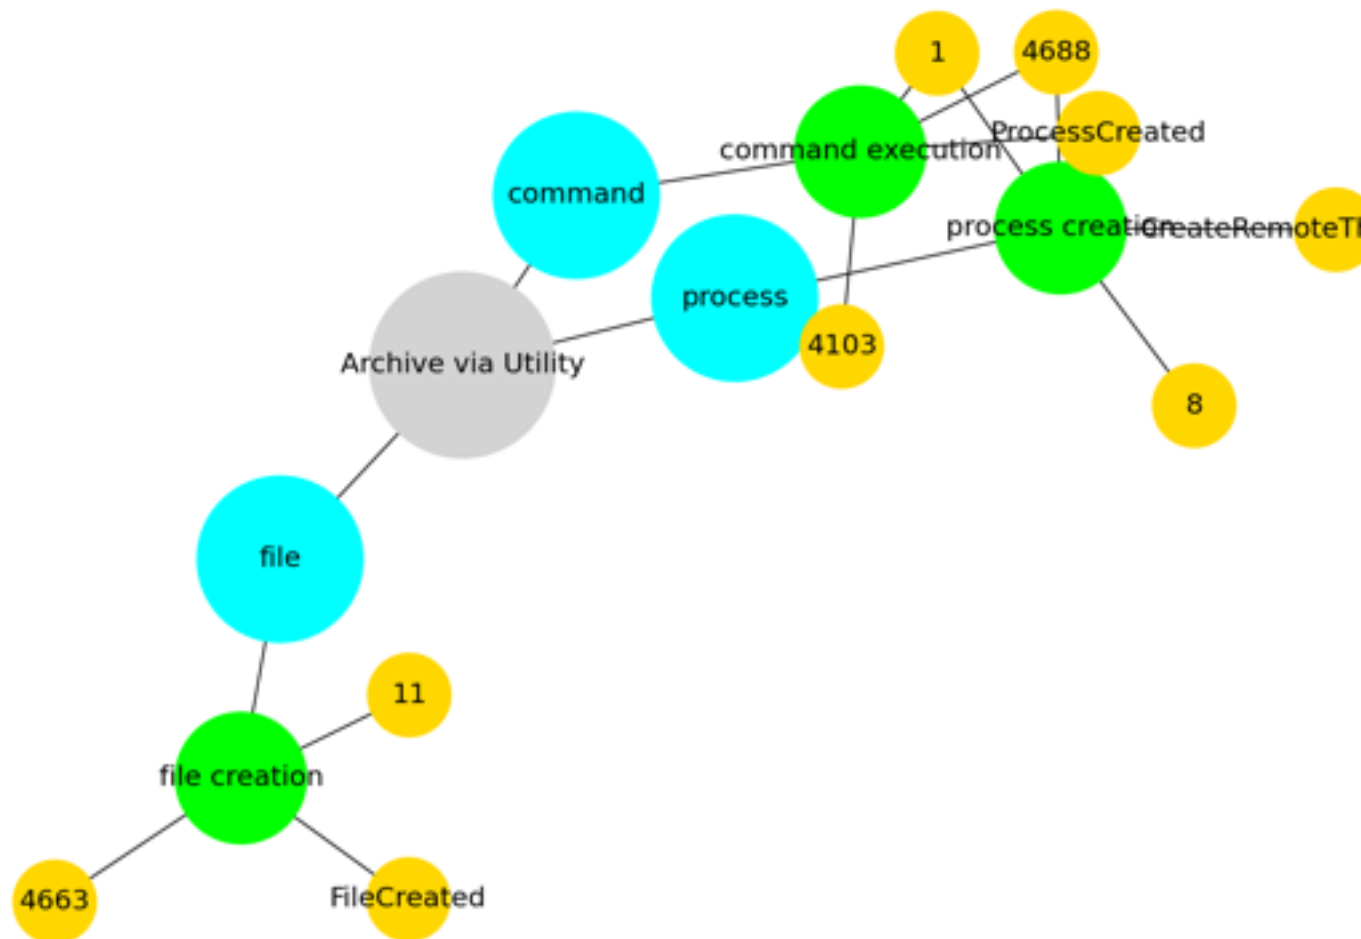 1
4688
ProcessCreated
command execution
command
process creation
CreateRemoteTh
process
4103
Archive via Utility
8
file
11
file creation
4663
FileCreated